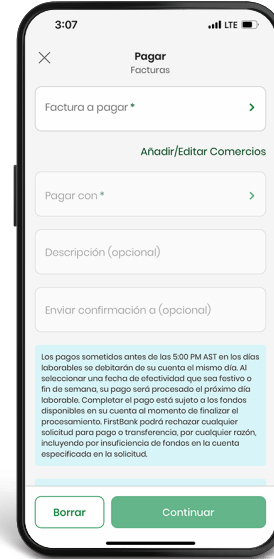 3:07
LTE
Pagar
Facturas
Factura a pagar *
Añadir/Editar Comercios
Pagar con *
Descripción (opcional)
Enviar confirmación a (opcional)
Los pagos sometidos antes de las 5:00 PM AST en los días
laborables se debitarán de su cuenta el mismo día. Al
seleccionar una fecha de efectividad que sea festivo o
fin de semana, su pago será procesado el próximo día
laborable. Completar el pago está sujeto a los fondos
disponibles en su cuenta al momento de finalizar el
procesamiento. FirstBank podrá rechazar cualquier
solicitud para pago o transferencia, por cualquier razón,
incluyendo por insuficiencia de fondos en la cuenta
especificada en la solicitud.
Borrar
Continuar